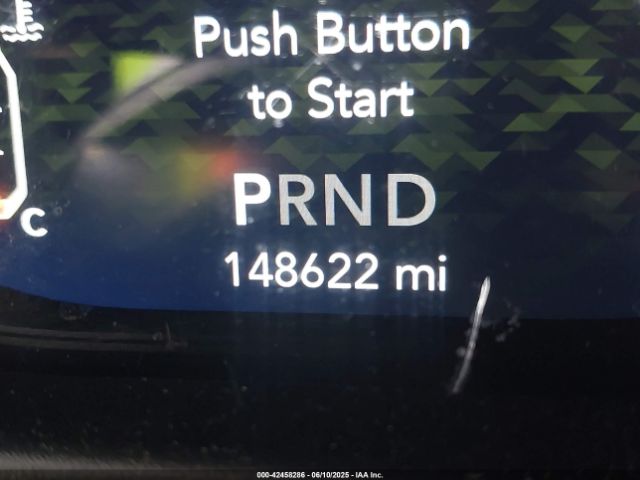 Push Button
to Start
PRND
C
148622 mi
000-42458286 - 06/10/2025 - IAA Inc.